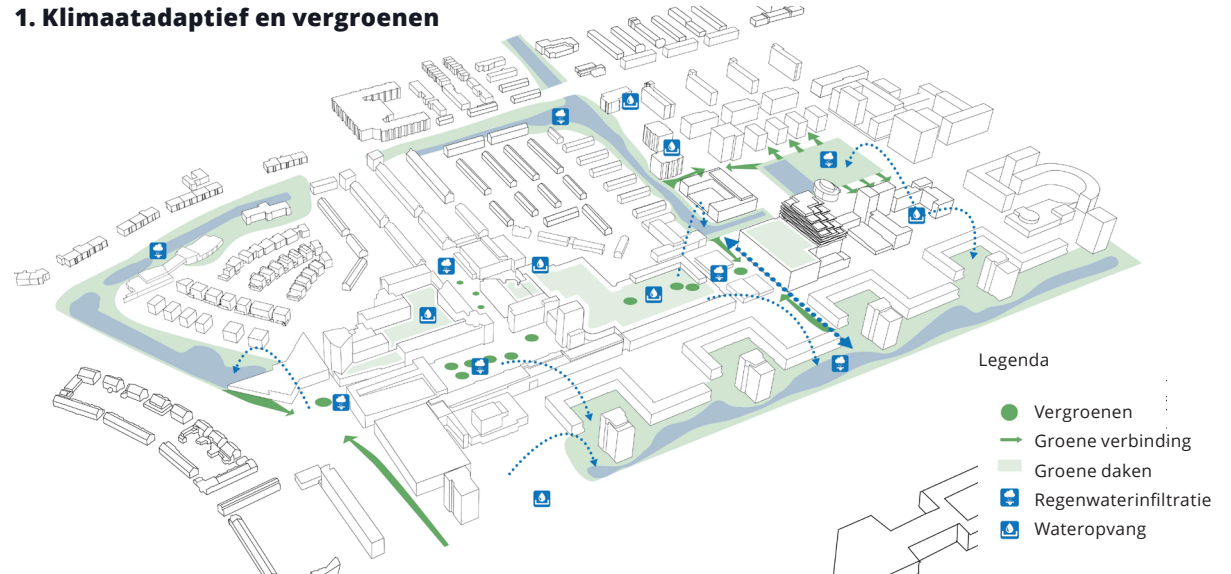 1. Klimaatadaptief en vergroenen
Legenda
Vergroenen
Groene verbinding
Groene daken
Regenwaterinfiltratie
Wateropvang